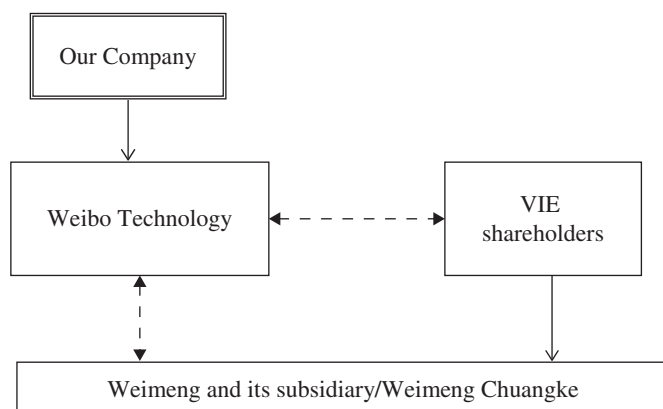 Our Company
Weibo Technology
VIE
shareholders
Weimeng and its subsidiary/Weimeng Chuangke